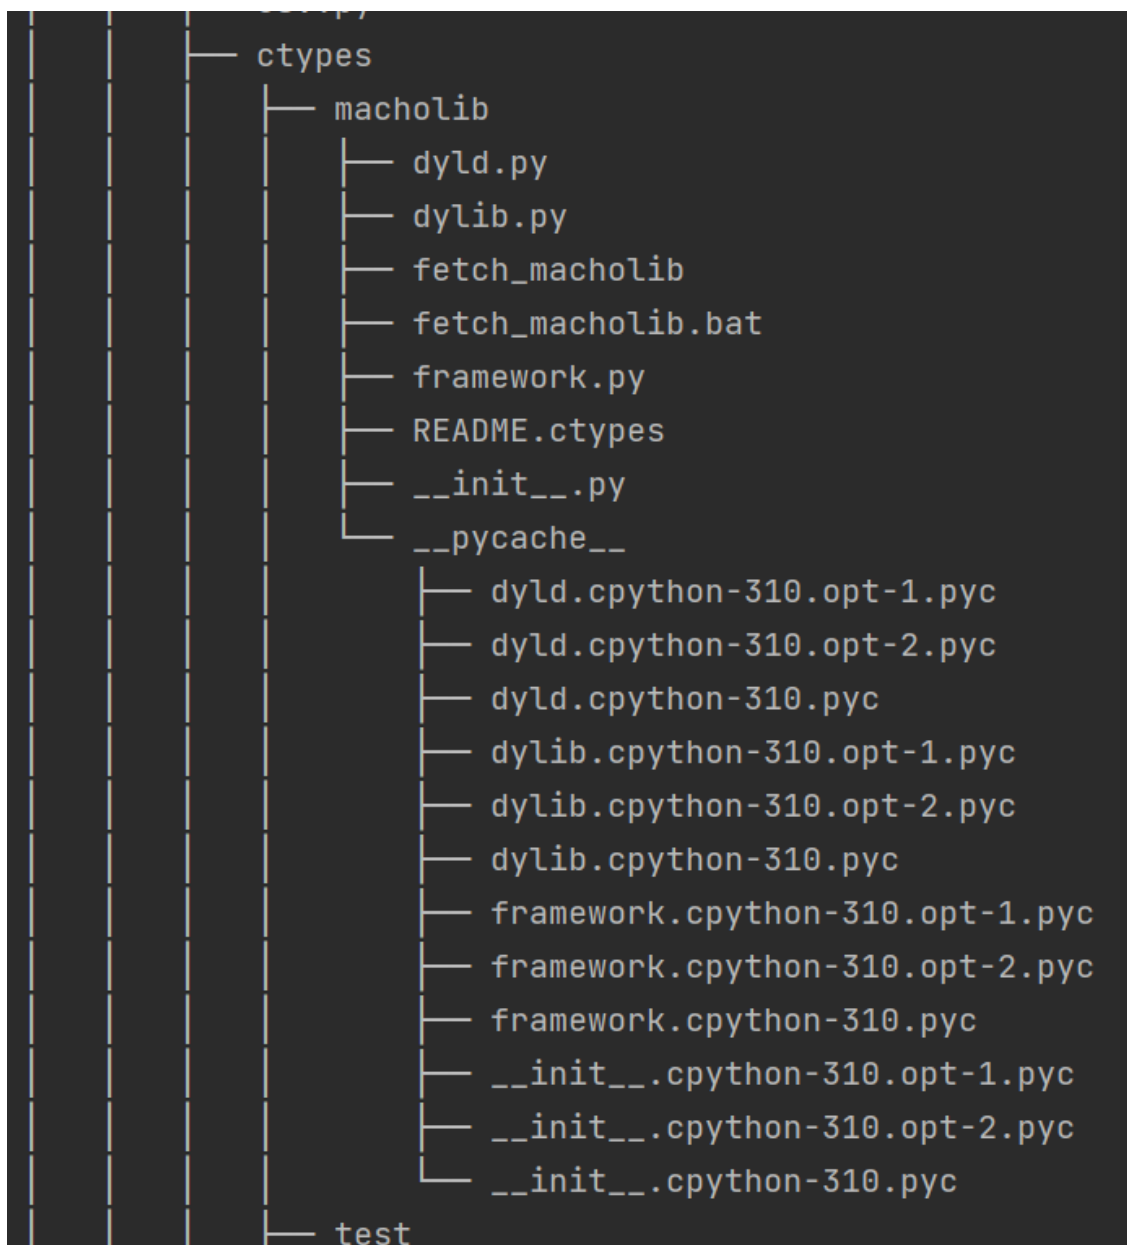 ctypes
macholib
dyld.py
dylib.py
fetch_macholib
fetch_macholib.bat
framework.py
README.ctypes
__init__.py
__pycache__
dyld.cpython-310.opt-1.pyc
dyld.cpython-310.opt-2.pyc
dyld.cpython-310.pyc
dylib.cpython-310.opt-1.pyc
dylib.cpython-310.opt-2.pyc
dylib.cpython-310.pyc
framework.cpython-310.opt-1.pyc
framework.cpython-310.opt-2.pyc
framework.cpython-310.pyc
__init__.cpython-310.opt-1.pyc
__init__.cpython-310.opt-2.pyc
__init__.cpython-310.pyc
test